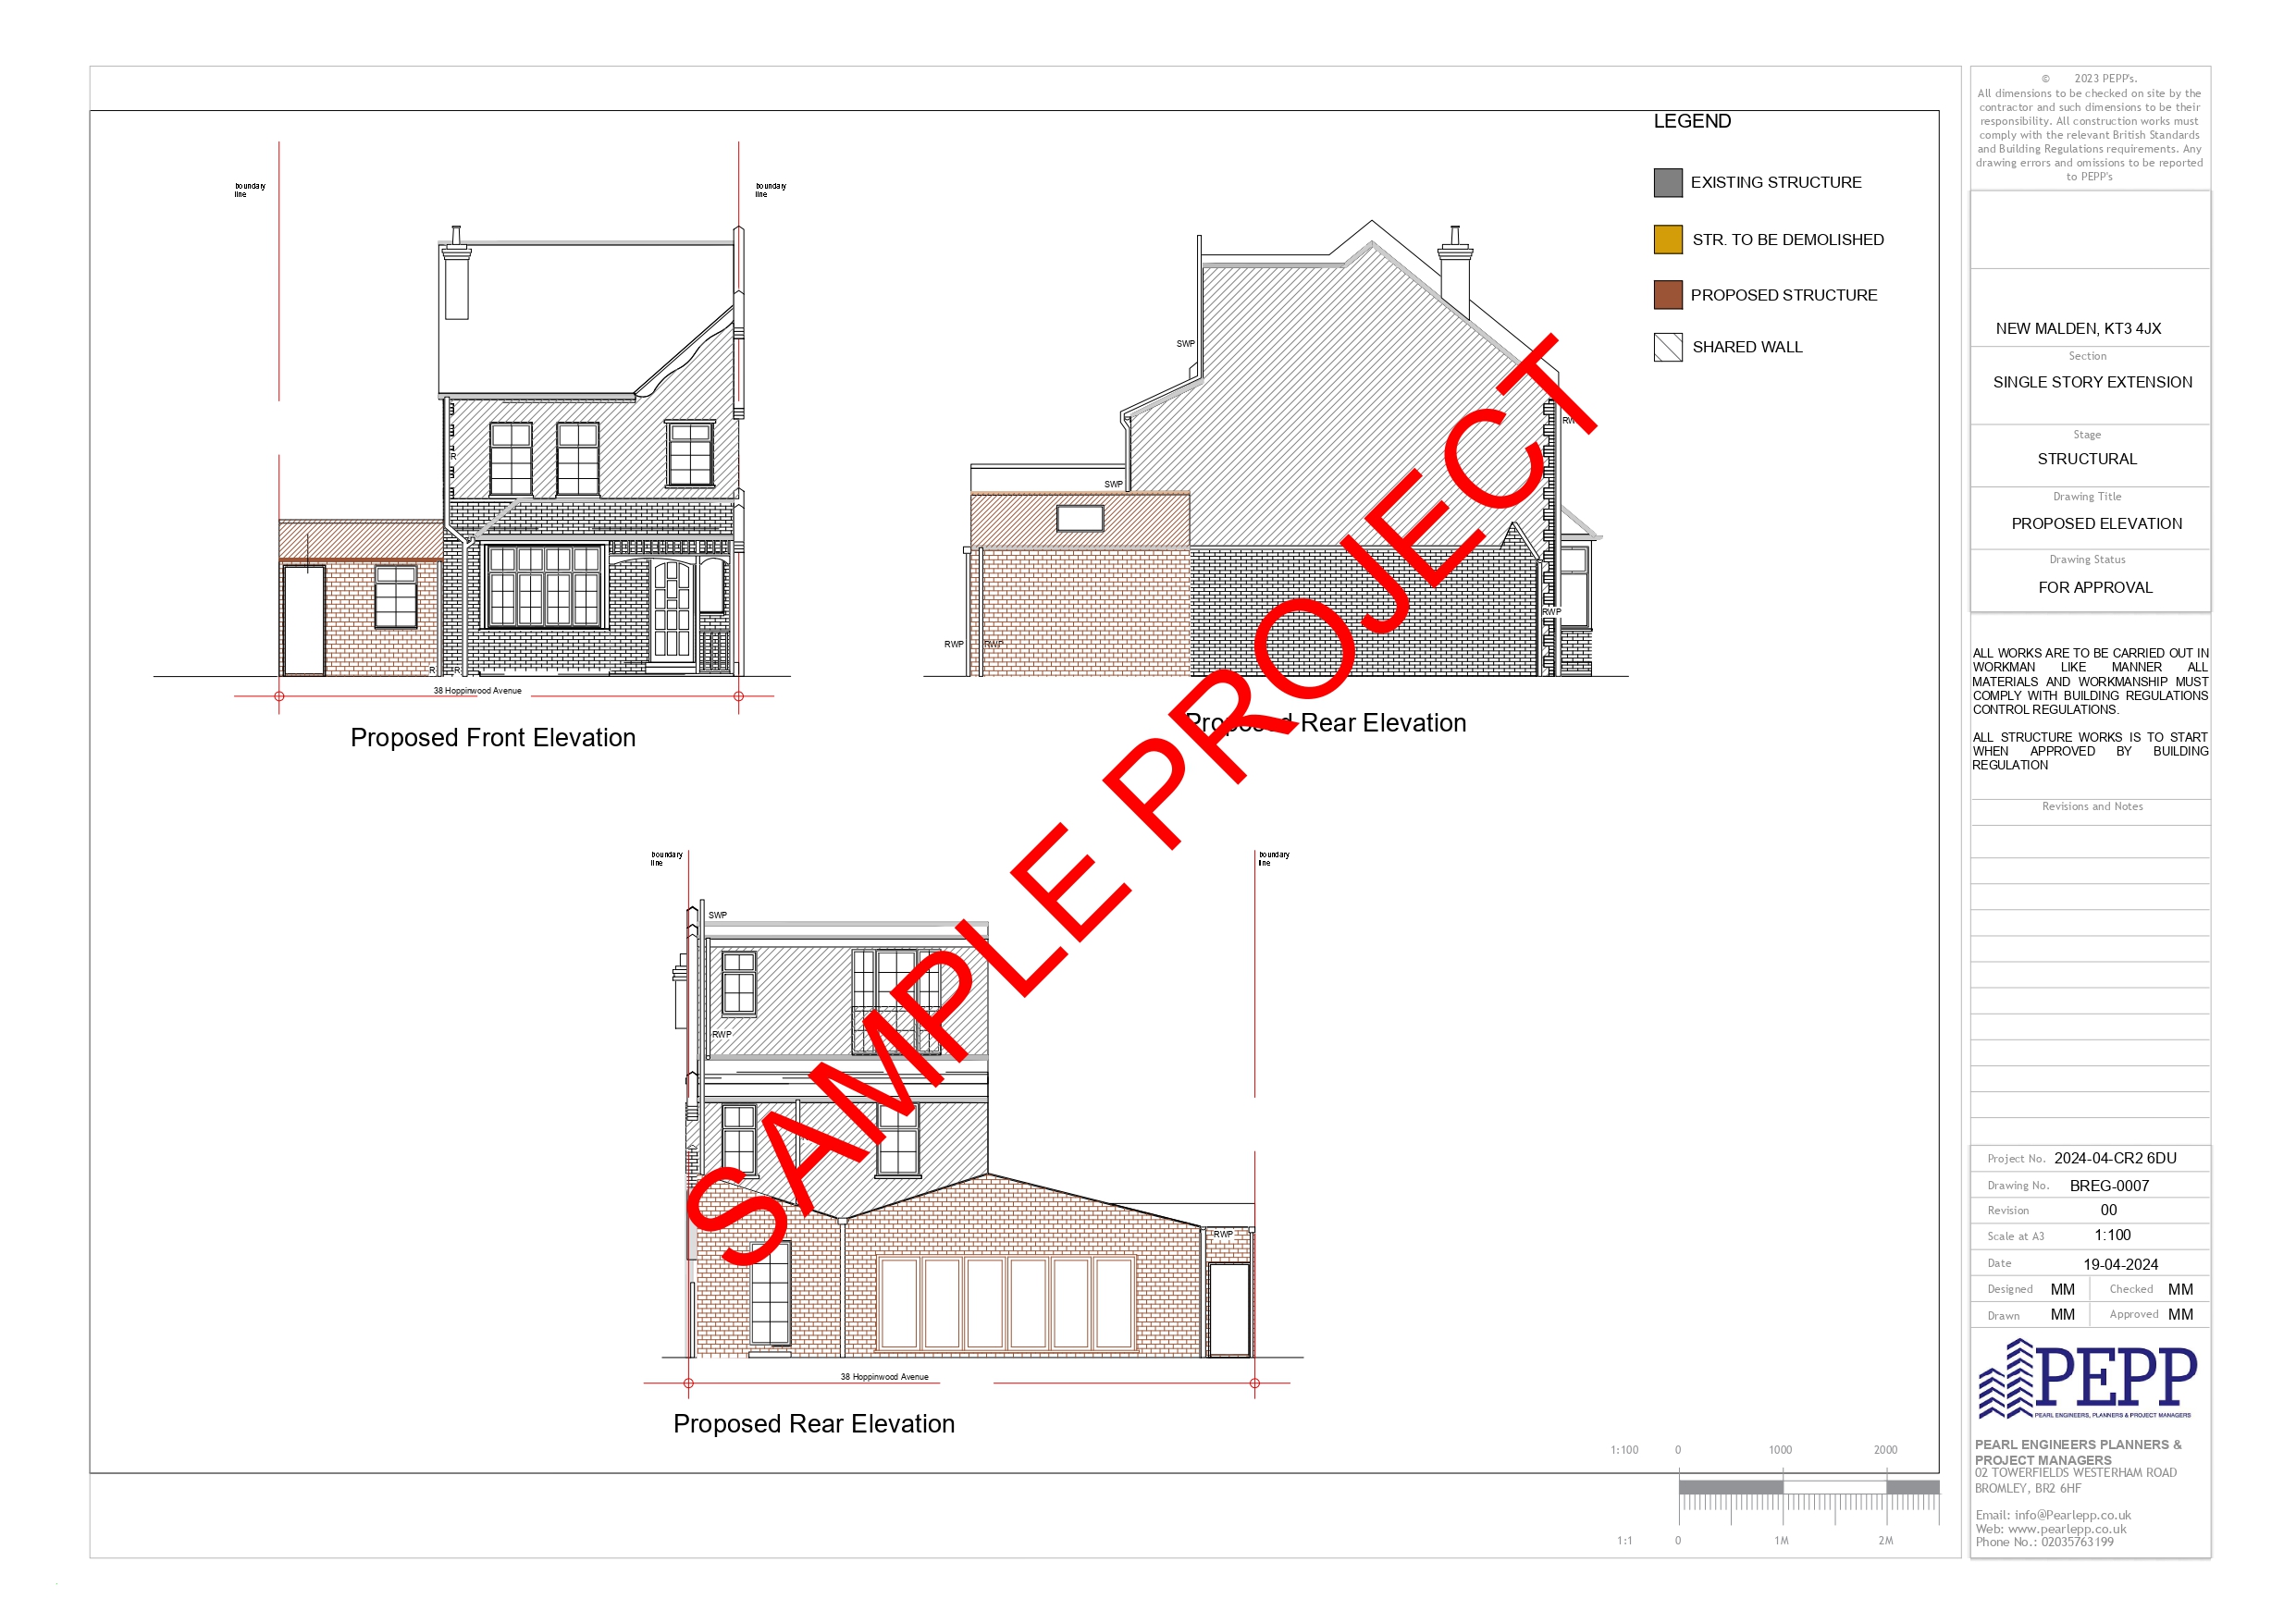 boundary
line
boundary
line
SWP
SWP
RW
R
RWP
RWP
RWP
R
R
38 Hoppinwood Avenue
Proposed Front Elevation
Proposed Rear Elevation
LEGEND
EXISTING STRUCTURE
STR. TO BE DEMOLISHED
PROPOSED STRUCTURE
SHARED WALL
SAMPLE PROJECT
boundary
line
boundary
line
SWP
RWP
RWP
38 Hoppinwood Avenue
Proposed Rear Elevation
1:100 0 1000 2000
1:1 0 1M 2M
© 2023 PEPP's.
All dimensions to be checked on site by the
contractor and such dimensions to be their
responsibility. All construction works must
comply with the relevant British Standards
and Building Regulations requirements. Any
drawing errors and omissions to be reported
to PEPP's
NEW MALDEN, KT3 4JX
Section
SINGLE STORY EXTENSION
Stage
STRUCTURAL
Drawing Title
PROPOSED ELEVATION
Drawing Status
FOR APPROVAL
ALL WORKS ARE TO BE CARRIED OUT IN
WORKMAN LIKE MANNER ALL
MATERIALS AND WORKMANSHIP MUST
COMPLY WITH BUILDING REGULATIONS
CONTROL REGULATIONS.
ALL STRUCTURE WORKS IS TO START
WHEN APPROVED BY BUILDING
REGULATION
Revisions and Notes
Project No. 2024-04-CR2 6DU
Drawing No. BREG-0007
Revision 00
Scale at A3 1:100
Date 19-04-2024
Designed MM Checked MM
Drawn MM Approved MM
PEPP
PEARL ENGINEERS, PLANNERS & PROJECT MANAGERS
PEARL ENGINEERS PLANNERS &
PROJECT MANAGERS
02 TOWERFIELDS WESTERHAM ROAD
BROMLEY, BR2 6HF
Email: info@Pearlepp.co.uk
Web: www.pearlepp.co.uk
Phone No.: 02035763199